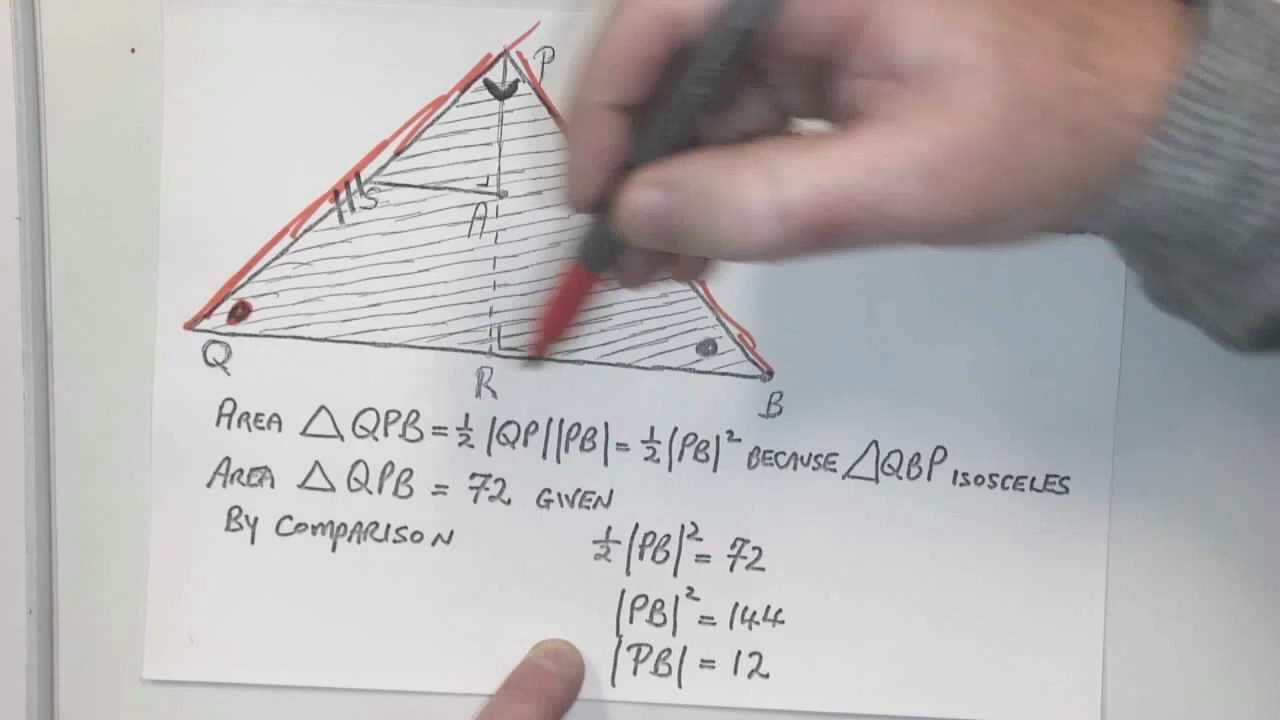 P
S
A
Q
R
B
AREA △QPB = ½ |QP||PB| = ½|PB|² BECAUSE △QBP ISOSCELES
AREA △QPB = 72 GIVEN
BY COMPARISON ½|PB|² = 72
|PB|² = 144
|PB| = 12